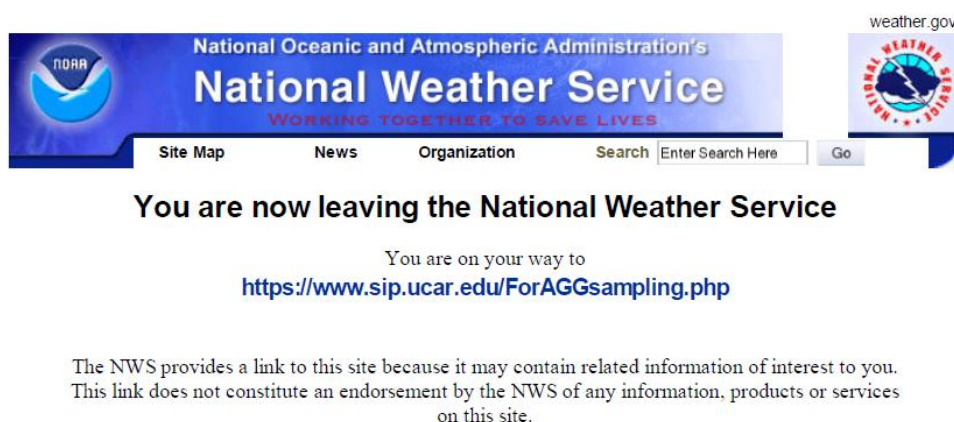 weather.gov
NOAA
National Oceanic and Atmospheric Administration's
National Weather Service
WORKING TOGETHER TO SAVE LIVES
NATIONAL WEATHER SERVICE
Site Map News Organization Search Enter Search Here Go
You are now leaving the National Weather Service
You are on your way to
https://www.sip.ucar.edu/ForAGGsampling.php
The NWS provides a link to this site because it may contain related information of interest to you.
This link does not constitute an endorsement by the NWS of any information, products or services
on this site.